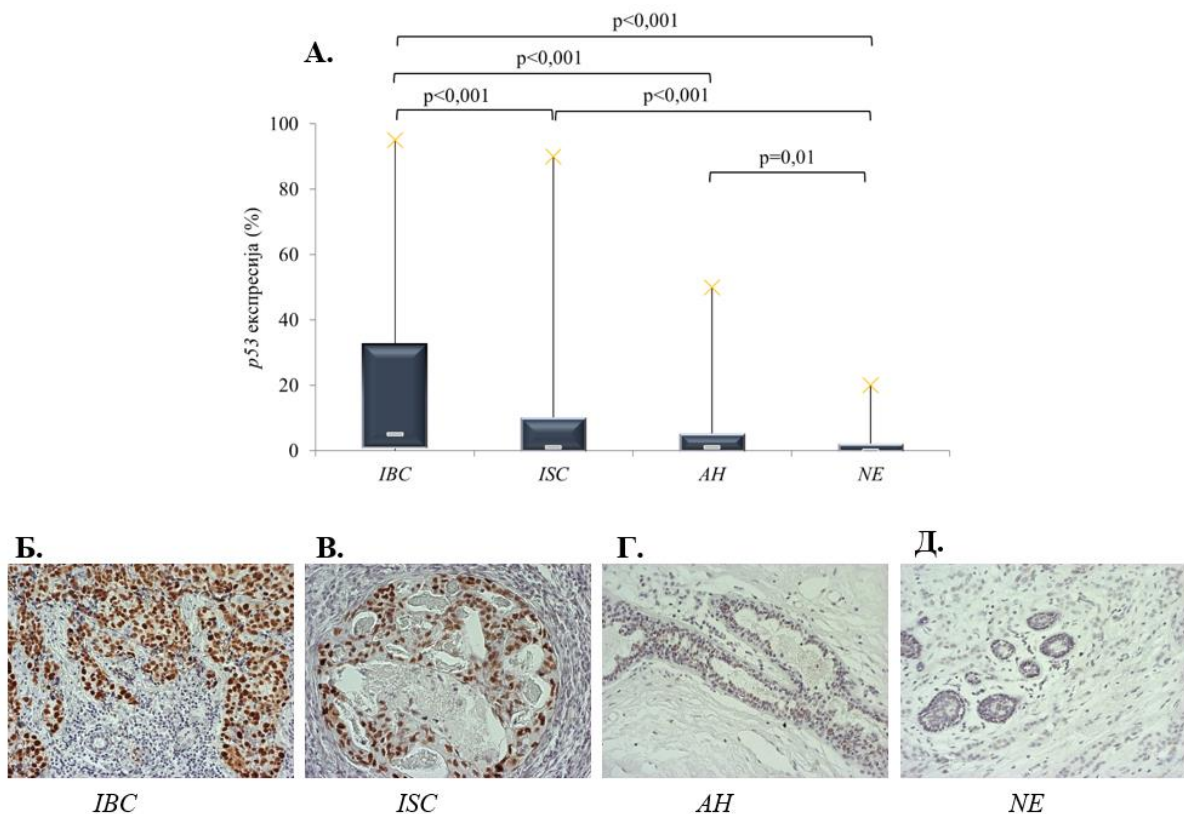 p<0,001
А.
p<0,001
p<0,001 p<0,001
p=0,01
100
80
60
40
20
0
p53 експресија (%)
IBC ISC AH NE
Б. В. Г. Д.
IBC ISC AH NE